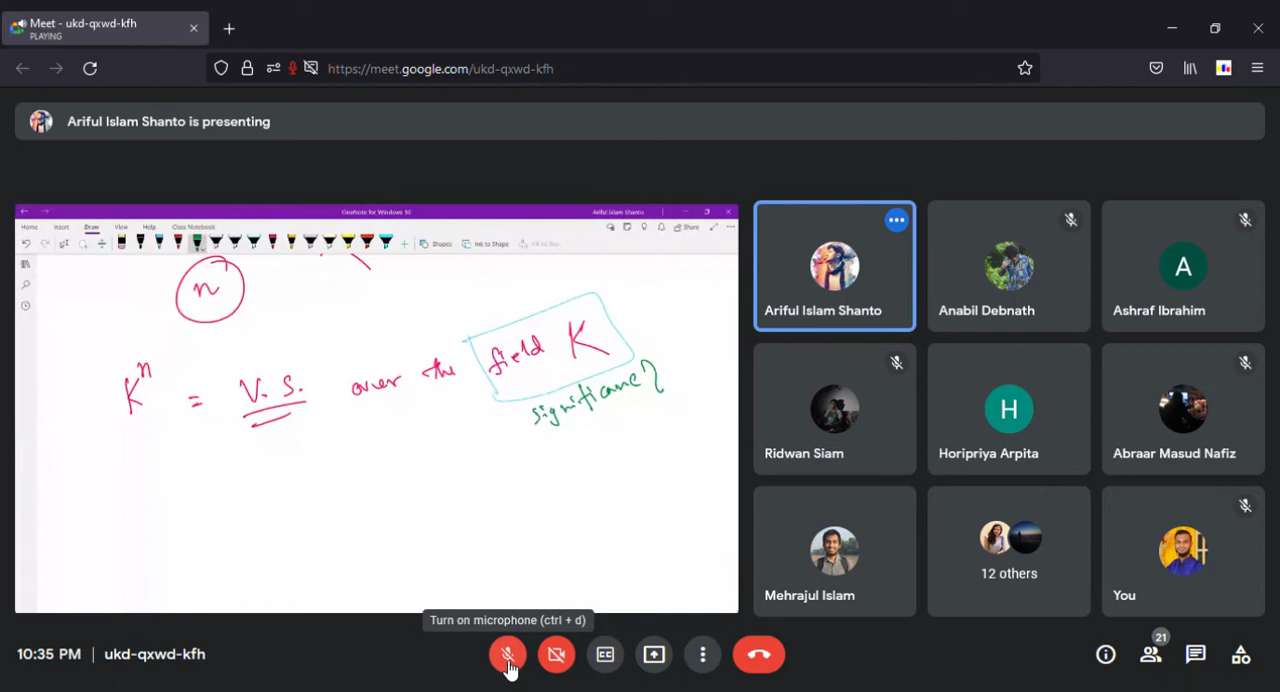 Meet - ukd-qxwd-kfh
PLAYING
https://meet.google.com/ukd-qxwd-kfh
Ariful Islam Shanto is presenting
OneNote for Windows 10
Ariful Islam Shanto
Home Insert Draw View Help Class Notebook
Share
Shapes Ink to Shape
n
K^n = V.S. over the field K
significance?
Ariful Islam Shanto
Anabil Debnath
A
Ashraf Ibrahim
Ridwan Siam
H
Horipriya Arpita
Abraar Masud Nafiz
Mehrajul Islam
12 others
You
Turn on microphone (ctrl + d)
10:35 PM | ukd-qxwd-kfh
CC
21